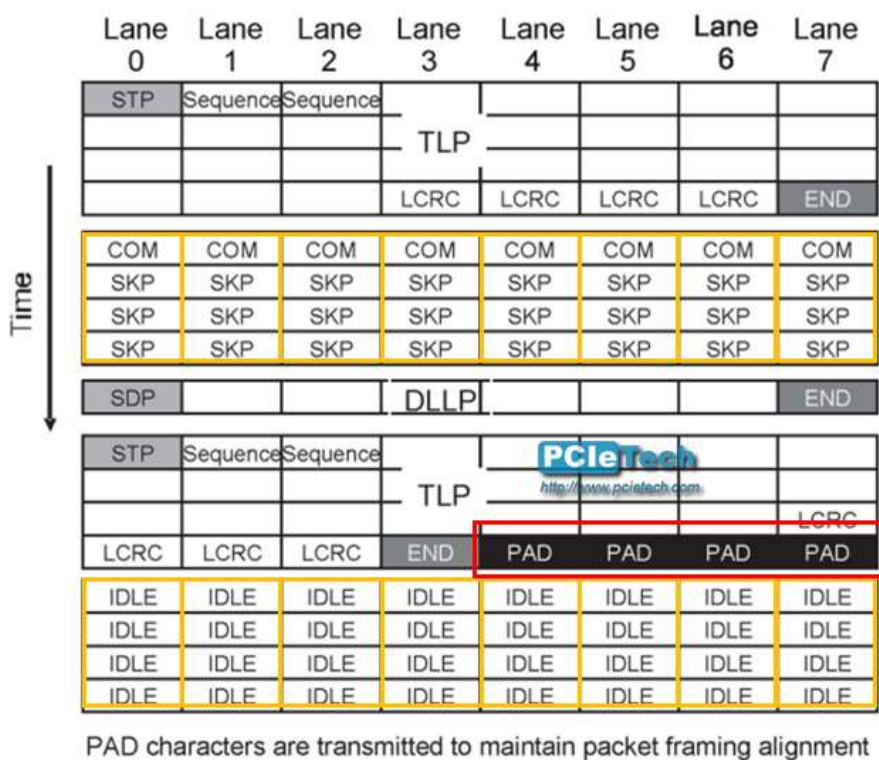 Lane Lane Lane Lane Lane Lane Lane Lane
0 1 2 3 4 5 6 7
STP Sequence Sequence
TLP
LCRC LCRC LCRC LCRC END
COM COM COM COM COM COM COM COM
SKP SKP SKP SKP SKP SKP SKP SKP
SKP SKP SKP SKP SKP SKP SKP SKP
SKP SKP SKP SKP SKP SKP SKP SKP
Time
SDP DLLP END
STP Sequence Sequence
PCIe Tech
TLP
http://www.pcietech.com
LCRC
LCRC LCRC LCRC END PAD PAD PAD PAD
IDLE IDLE IDLE IDLE IDLE IDLE IDLE IDLE
IDLE IDLE IDLE IDLE IDLE IDLE IDLE IDLE
IDLE IDLE IDLE IDLE IDLE IDLE IDLE IDLE
IDLE IDLE IDLE IDLE IDLE IDLE IDLE IDLE
PAD characters are transmitted to maintain packet framing alignment